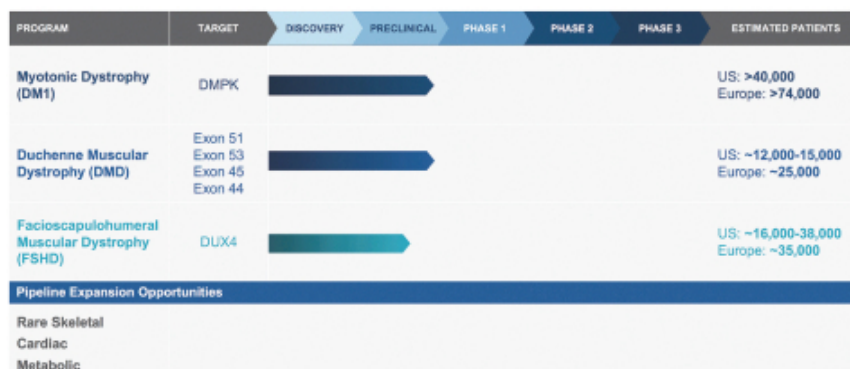 PROGRAM TARGET DISCOVERY PRECLINICAL PHASE 1 PHASE 2 PHASE 3 ESTIMATED PATIENTS
Myotonic Dystrophy
(DM1)
DMPK
US: >40,000
Europe: >74,000
Duchenne Muscular
Dystrophy (DMD)
Exon 51
Exon 53
Exon 45
Exon 44
US: ~12,000-15,000
Europe: ~25,000
Facioscapulohumeral
Muscular Dystrophy
(FSHD)
DUX4
US: ~16,000-38,000
Europe: ~35,000
Pipeline Expansion Opportunities
Rare Skeletal
Cardiac
Metabolic